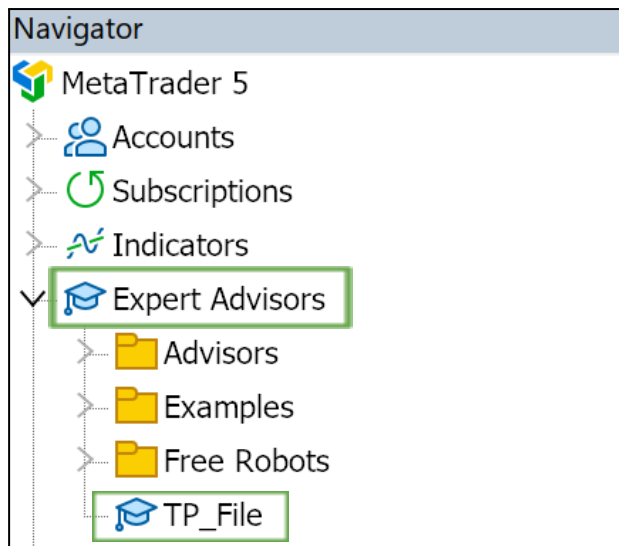 Navigator
MetaTrader 5
Accounts
Subscriptions
Indicators
Expert Advisors
Advisors
Examples
Free Robots
TP_File